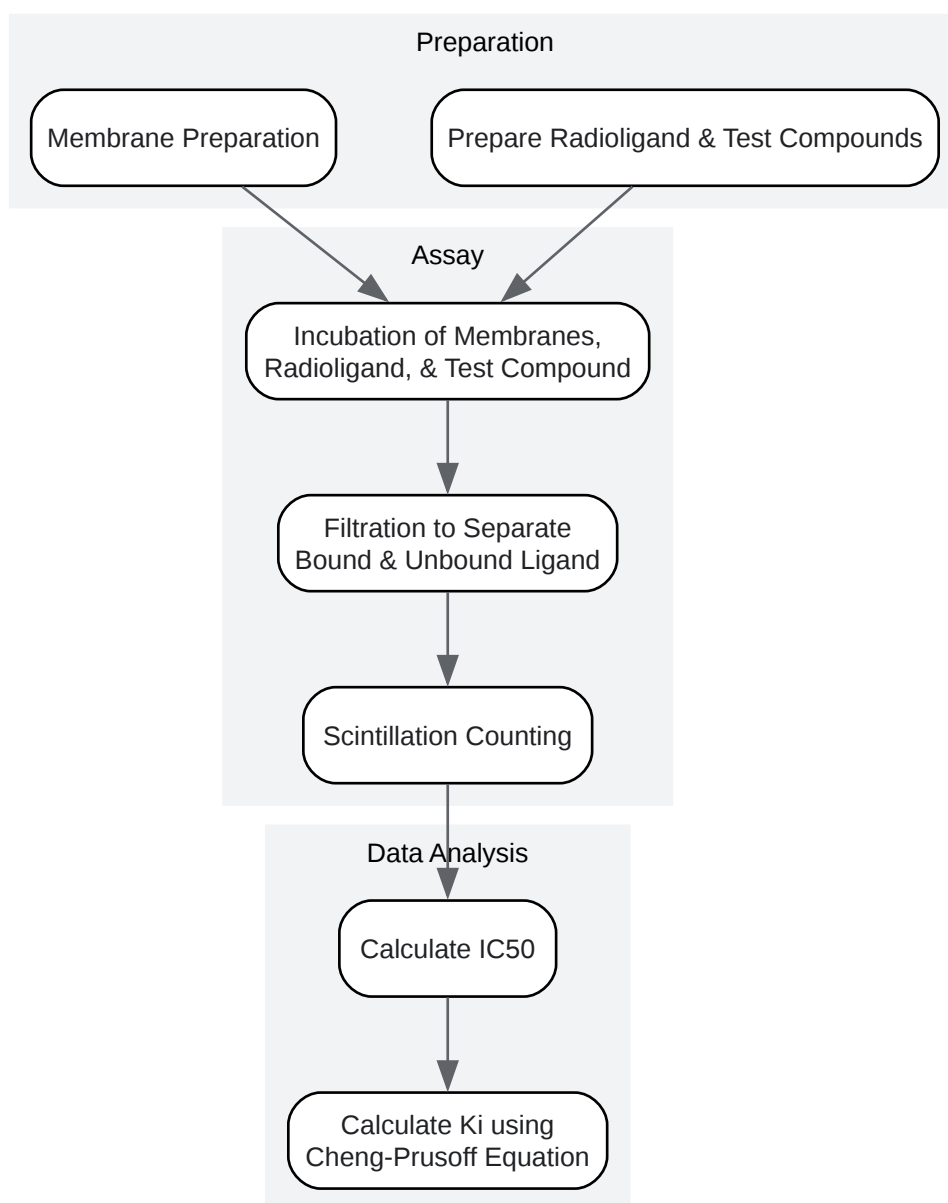 Preparation
Membrane Preparation
Prepare Radioligand & Test Compounds
Assay
Incubation of Membranes,
Radioligand, & Test Compound
Filtration to Separate
Bound & Unbound Ligand
Scintillation Counting
Data Analysis
Calculate IC50
Calculate Ki using
Cheng-Prusoff Equation